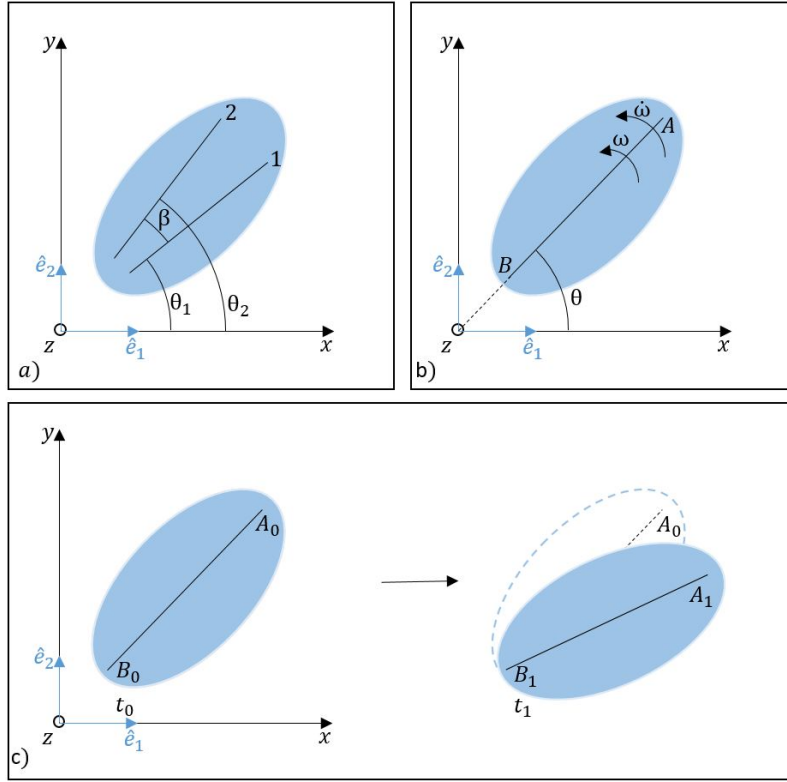 y
2
1
β
ê₂
θ₁
θ₂
z
ê₁
x
a)
y
ω̇
A
ω
B
ê₂
θ
z
ê₁
x
b)
y
A₀
A₀
A₁
B₀
B₁
ê₂
t₀
t₁
z
ê₁
x
c)